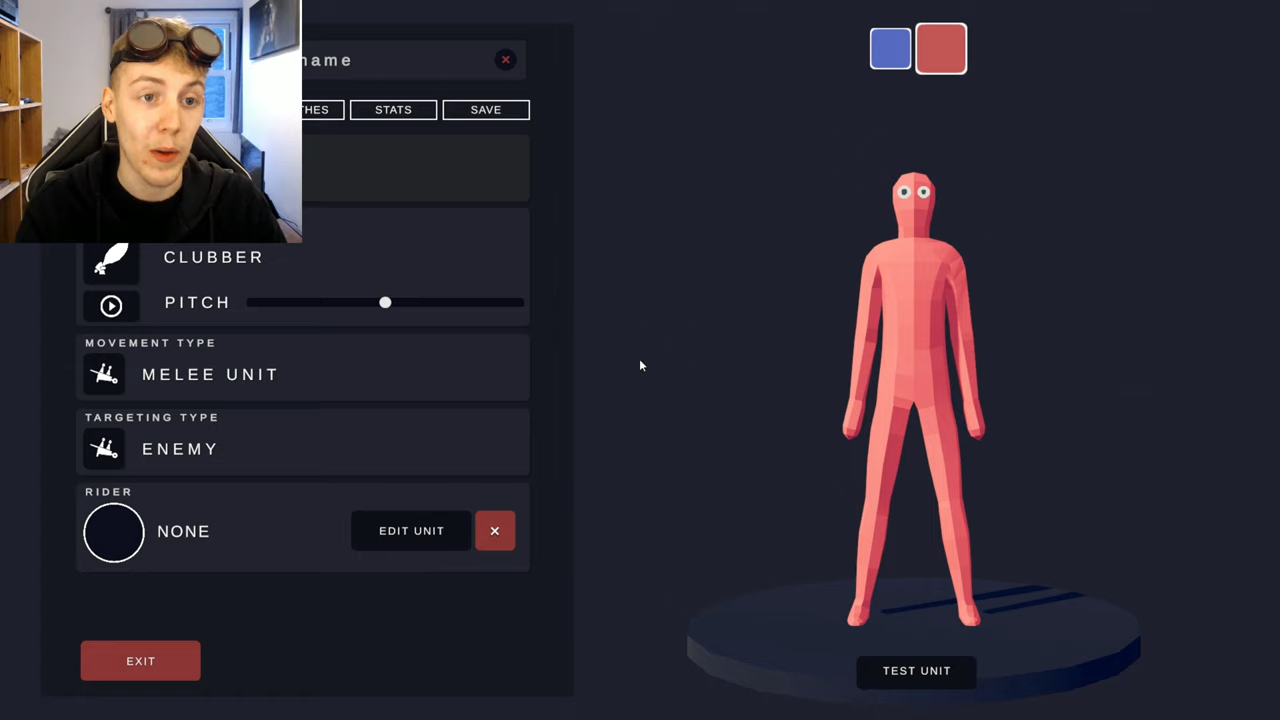 name
×
HES
STATS
SAVE
CLUBBER
PITCH
MOVEMENT TYPE
MELEE UNIT
TARGETING TYPE
ENEMY
RIDER
NONE
EDIT UNIT
×
EXIT
TEST UNIT